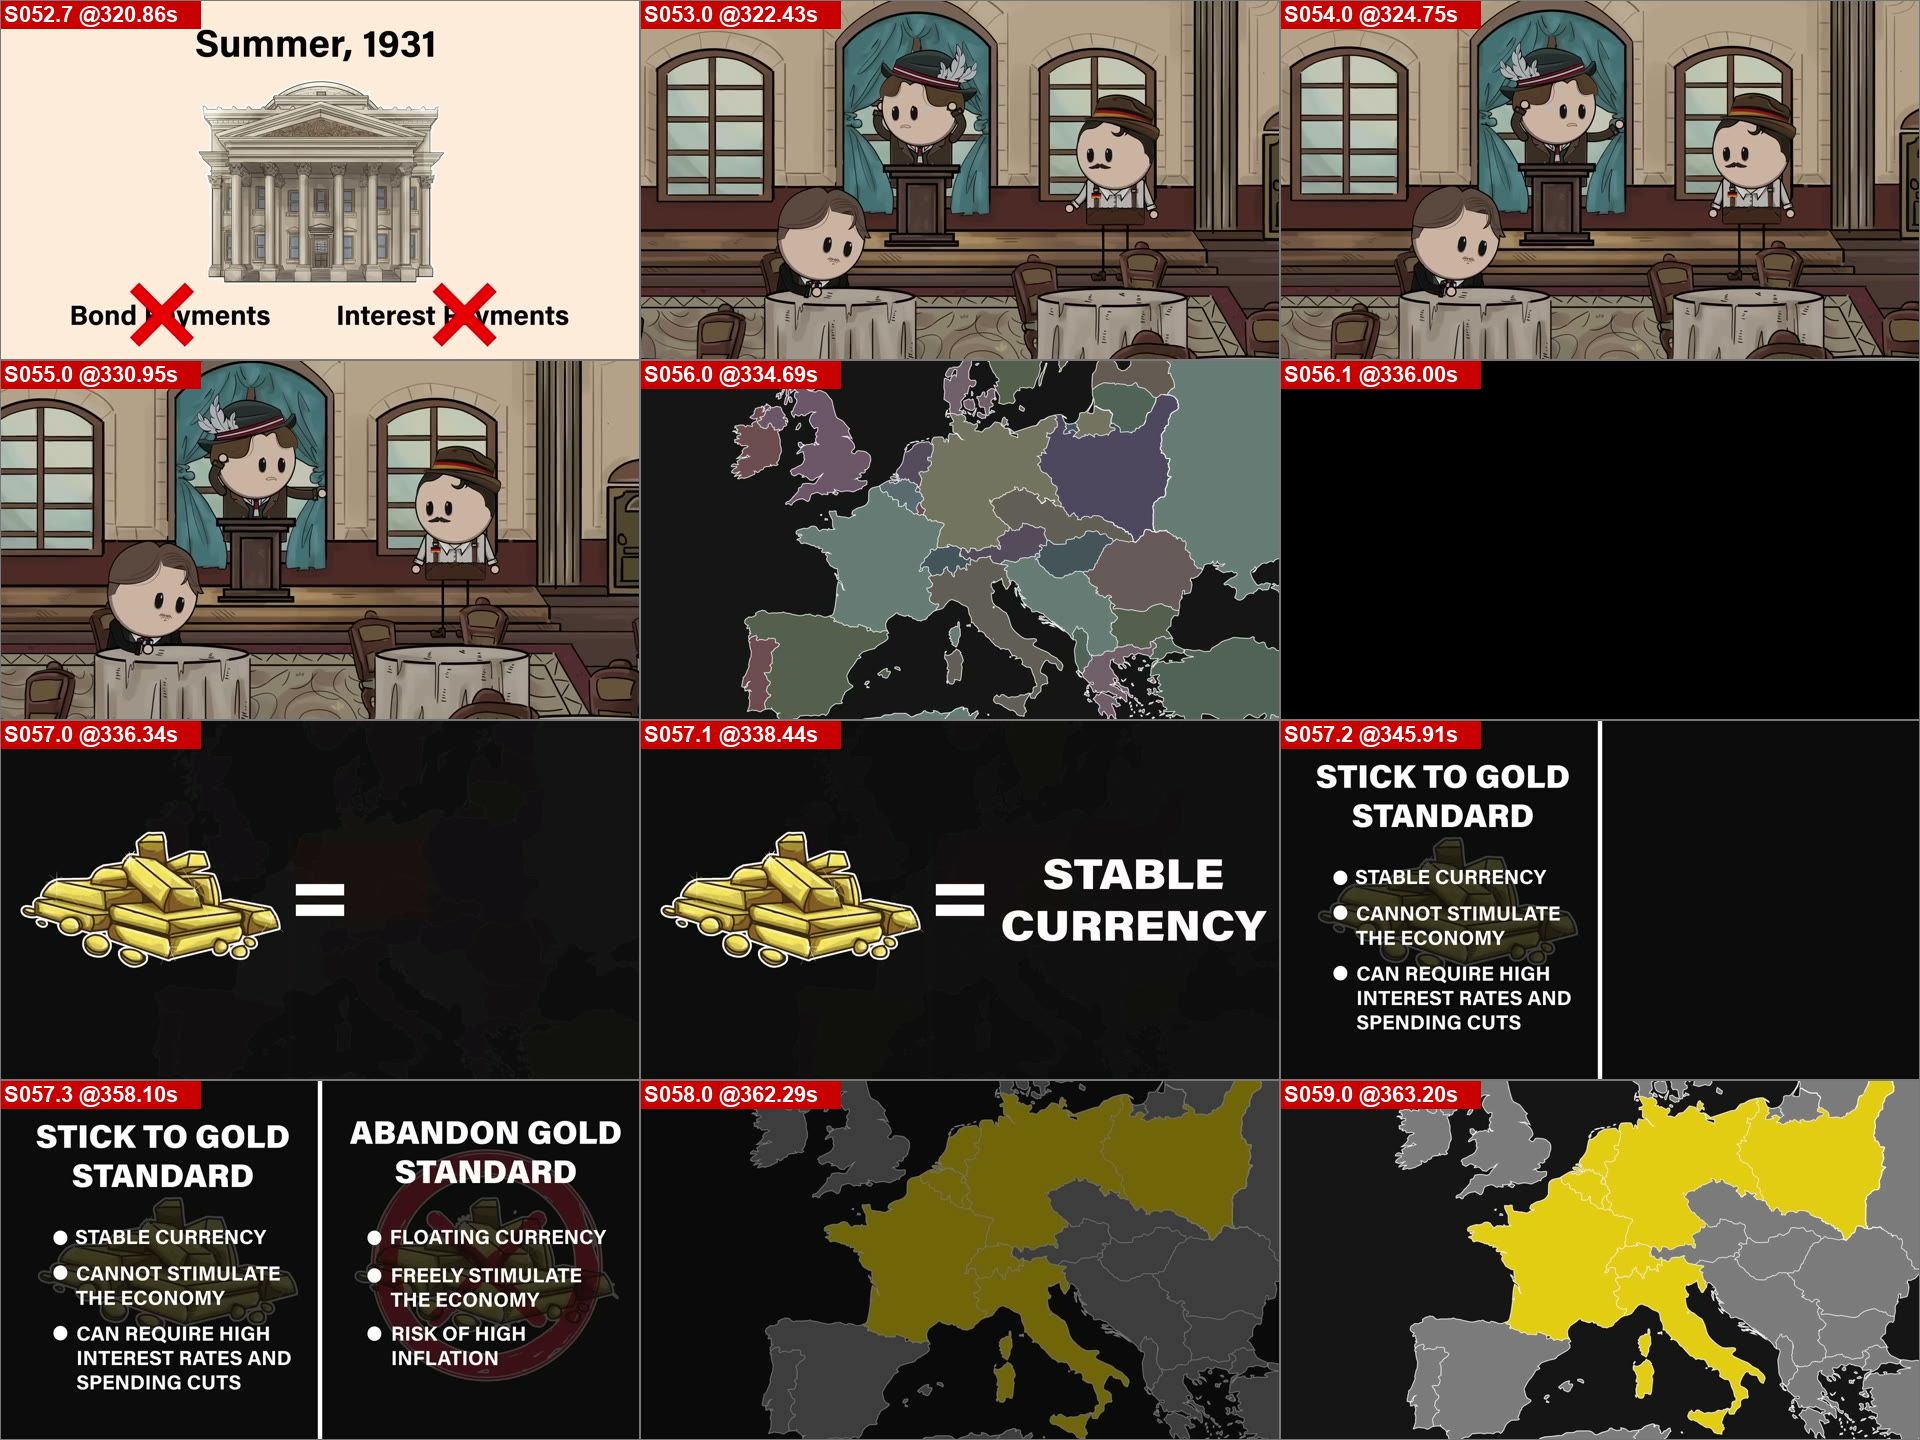 S052.7 @320.86s
Summer, 1931
Bond Payments
Interest Payments
S053.0 @322.43s
S054.0 @324.75s
S055.0 @330.95s
S056.0 @334.69s
S056.1 @336.00s
S057.0 @336.34s
=
S057.1 @338.44s
=
STABLE
CURRENCY
S057.2 @345.91s
STICK TO GOLD
STANDARD
● STABLE CURRENCY
● CANNOT STIMULATE
THE ECONOMY
● CAN REQUIRE HIGH
INTEREST RATES AND
SPENDING CUTS
S057.3 @358.10s
STICK TO GOLD
STANDARD
● STABLE CURRENCY
● CANNOT STIMULATE
THE ECONOMY
● CAN REQUIRE HIGH
INTEREST RATES AND
SPENDING CUTS
ABANDON GOLD
STANDARD
● FLOATING CURRENCY
● FREELY STIMULATE
THE ECONOMY
● RISK OF HIGH
INFLATION
S058.0 @362.29s
S059.0 @363.20s